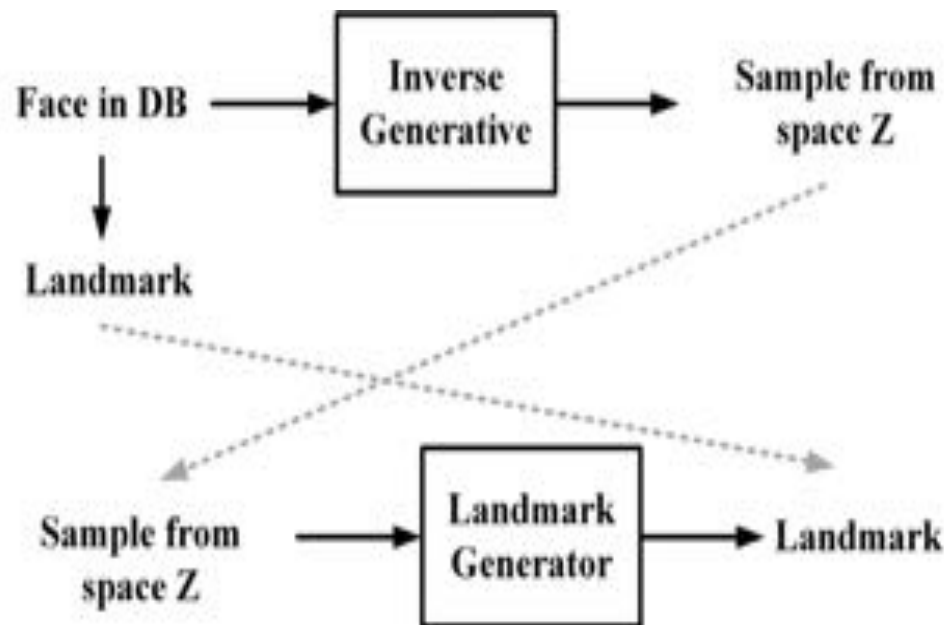 Face in DB
Inverse
Generative
Sample from
space Z
Landmark
Sample from
space Z
Landmark
Generator
Landmark